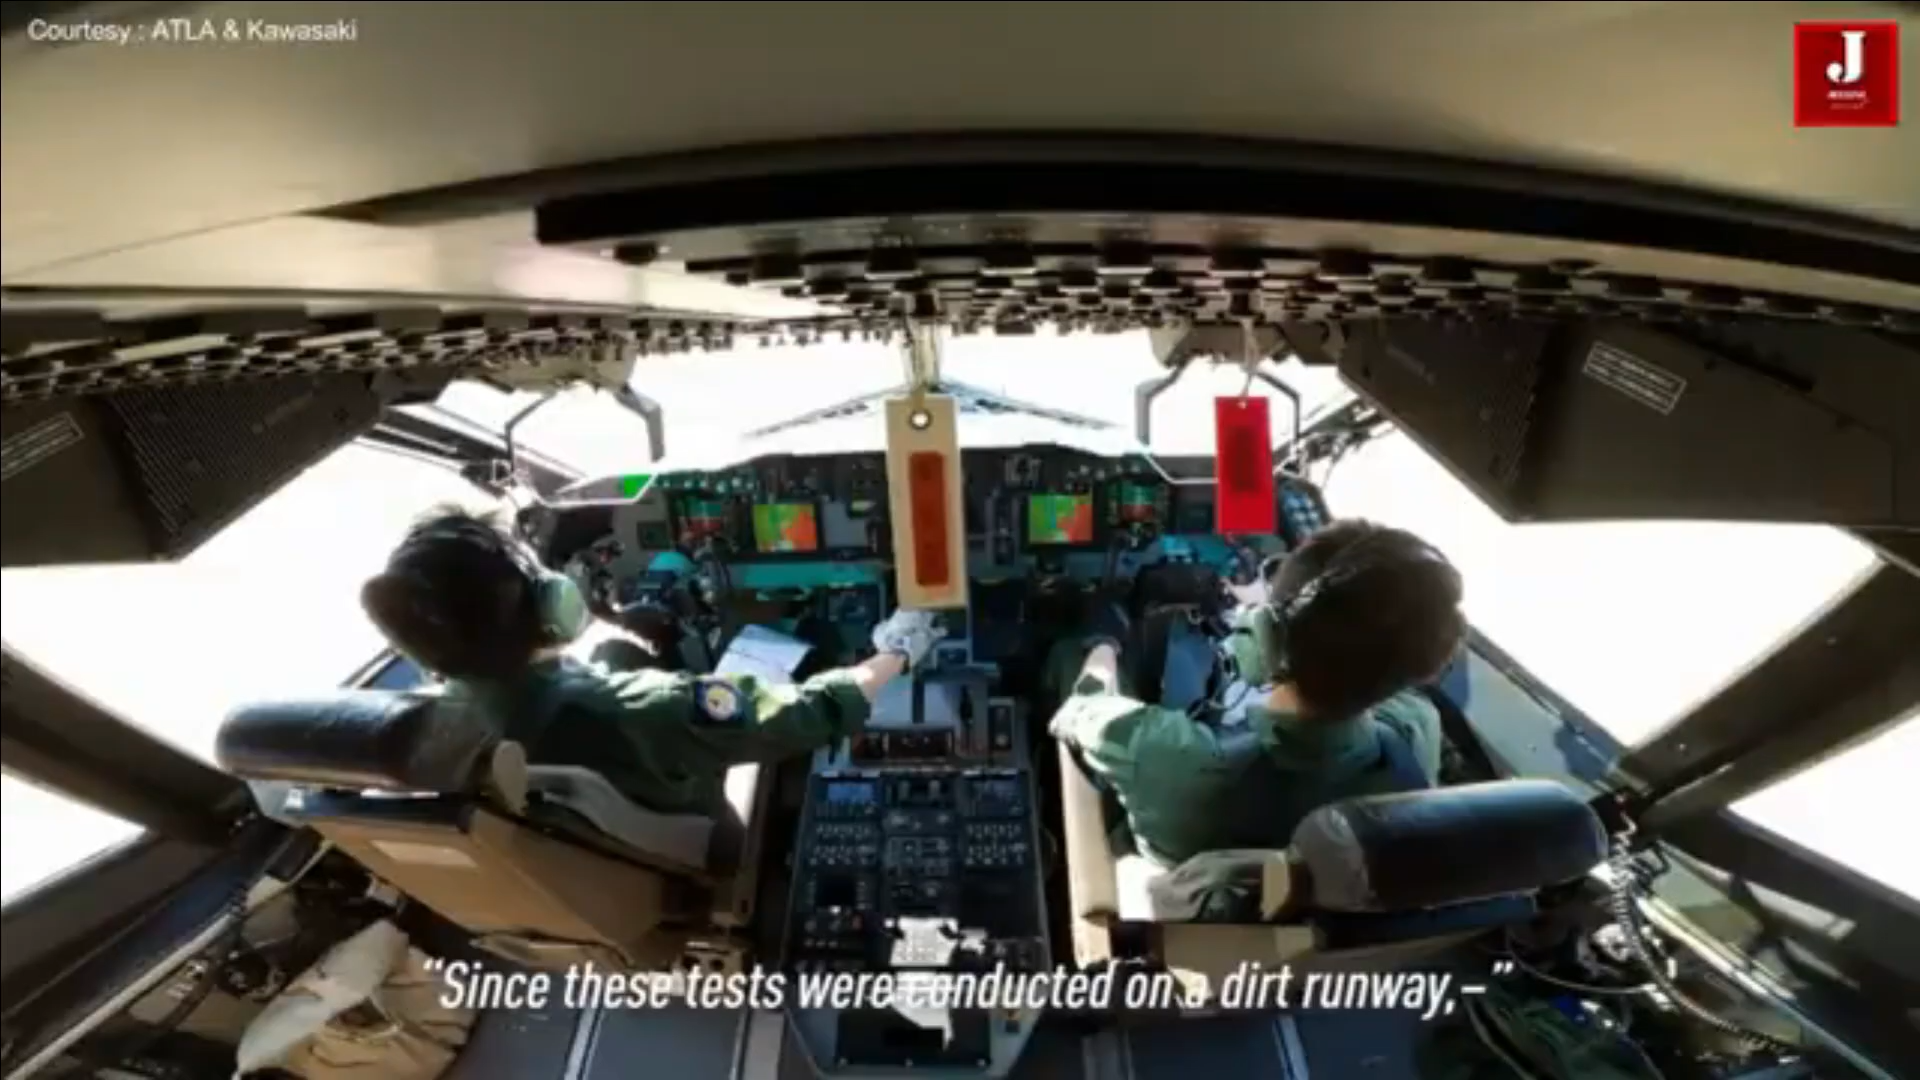 Courtesy : ATLA & Kawasaki
J
“Since these tests were conducted on a dirt runway,–”